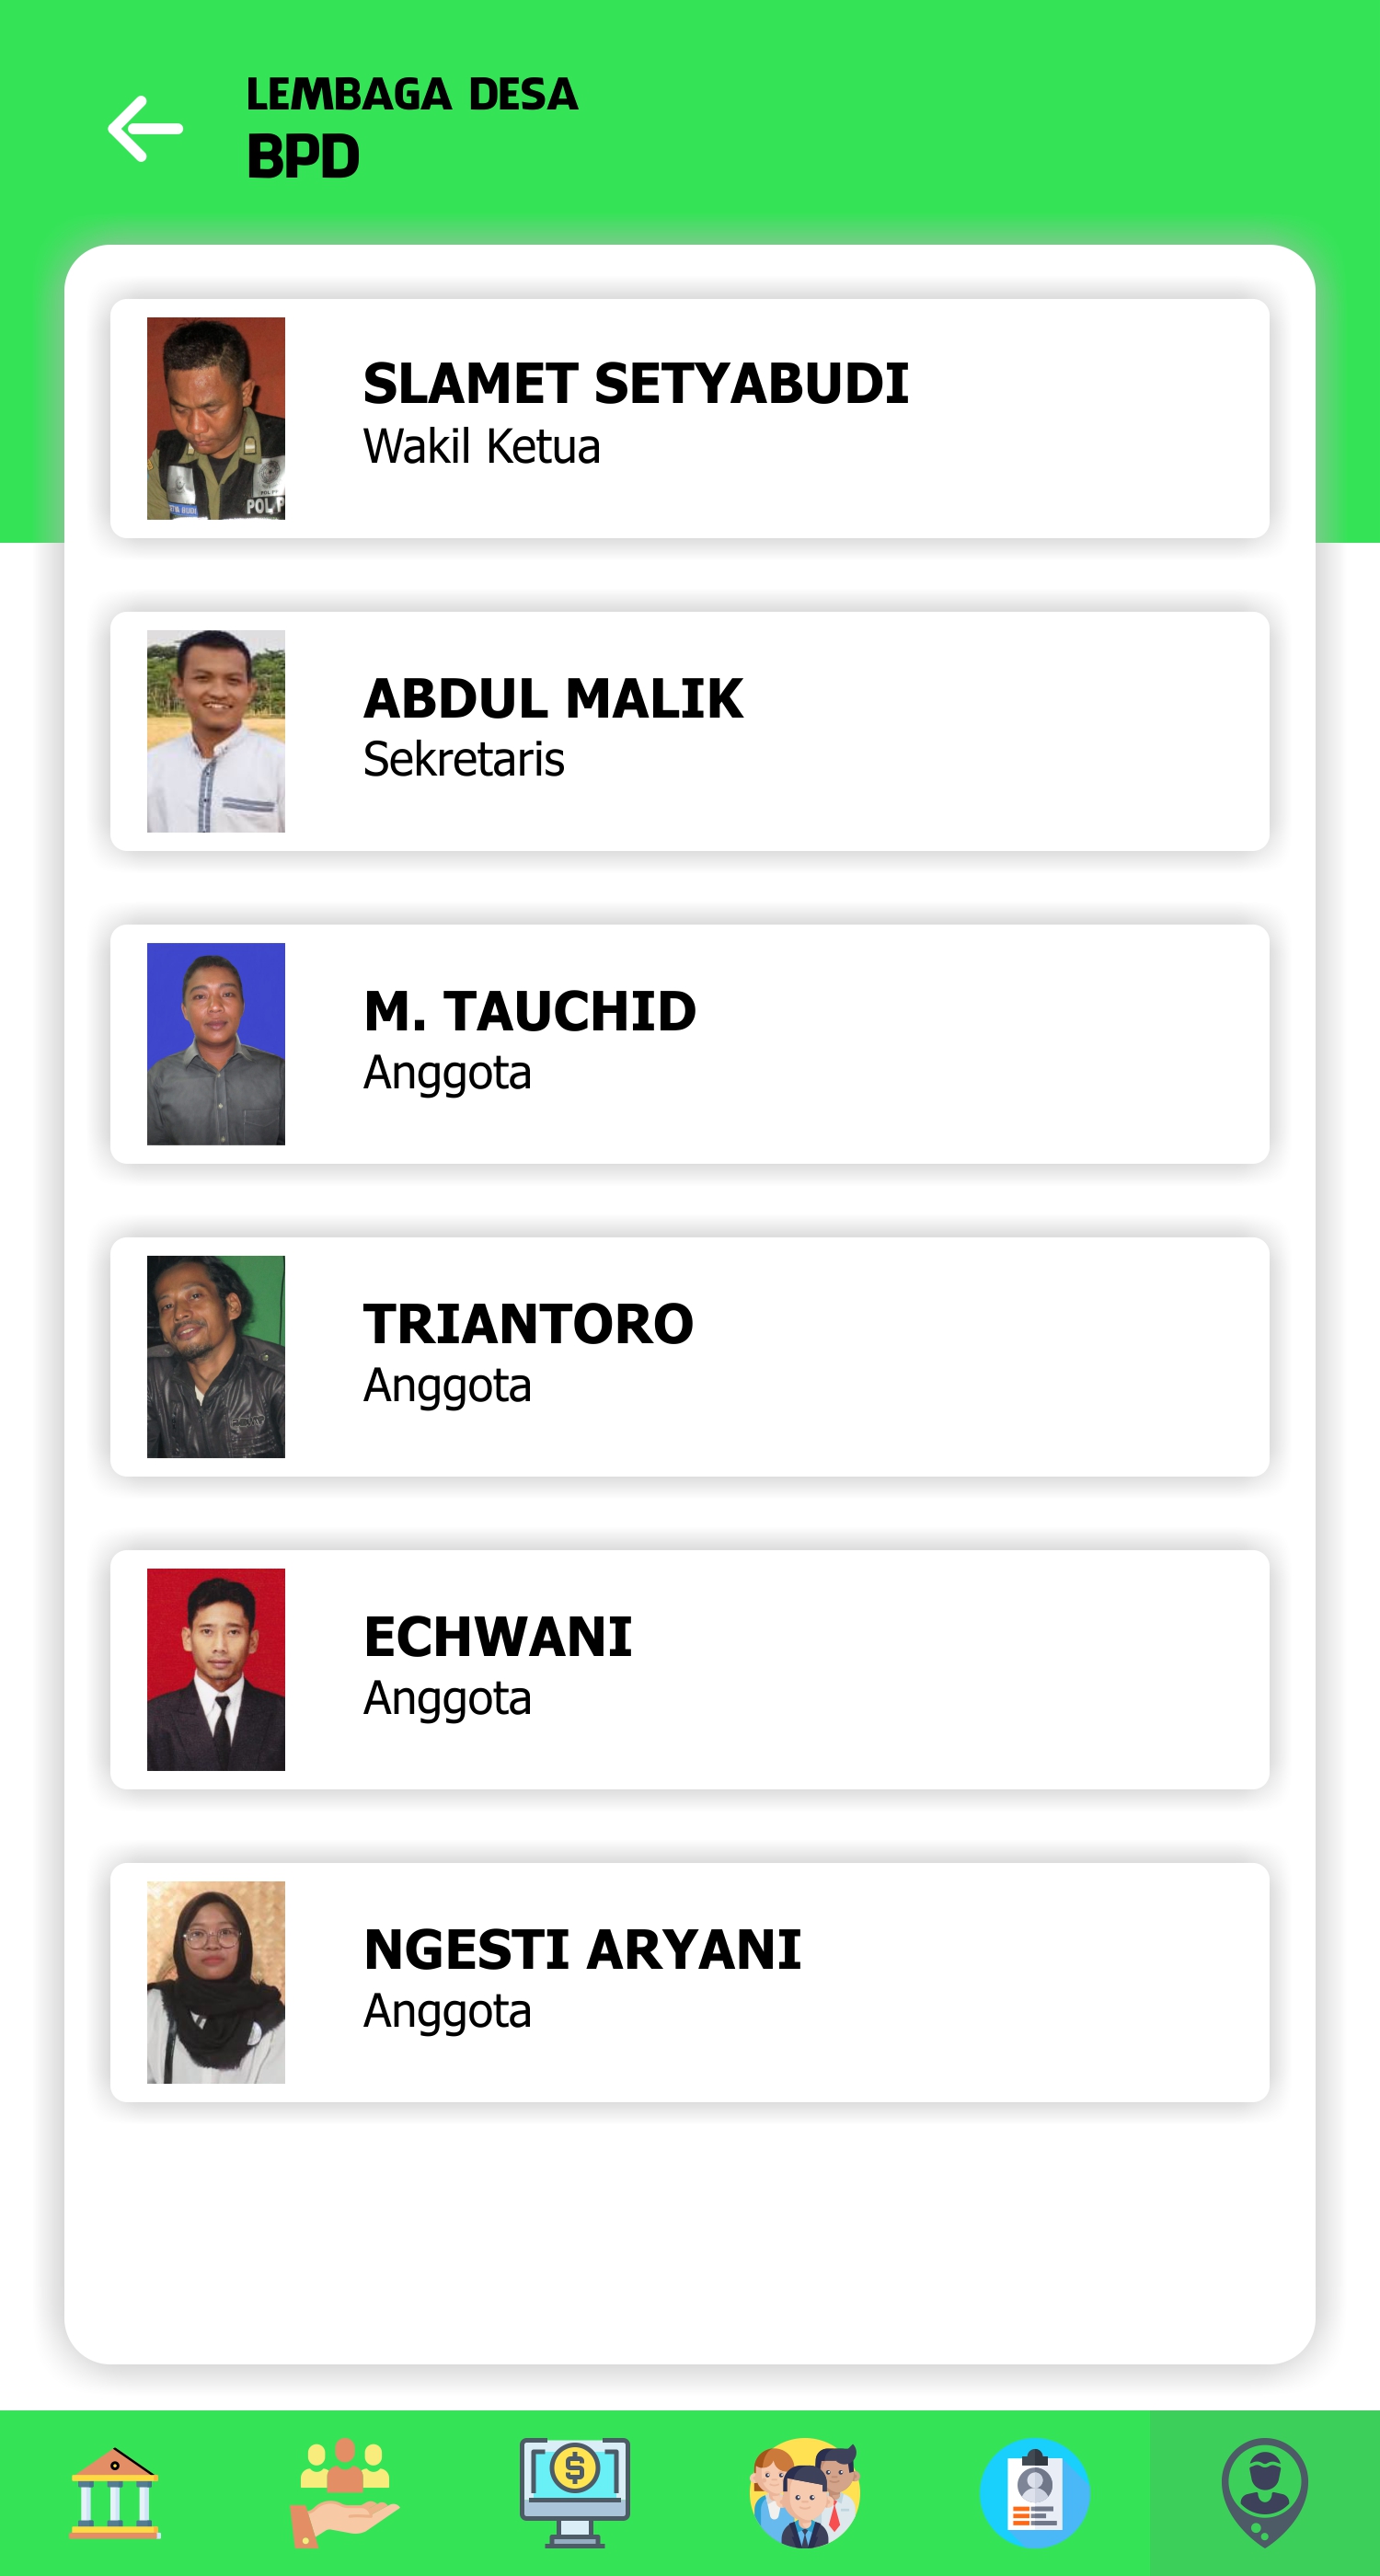 LEMBAGA DESA
BPD
SLAMET SETYABUDI
Wakil Ketua
POL P
ABDUL MALIK
Sekretaris
M. TAUCHID
Anggota
TRIANTORO
Anggota
ECHWANI
Anggota
NGESTI ARYANI
Anggota
$